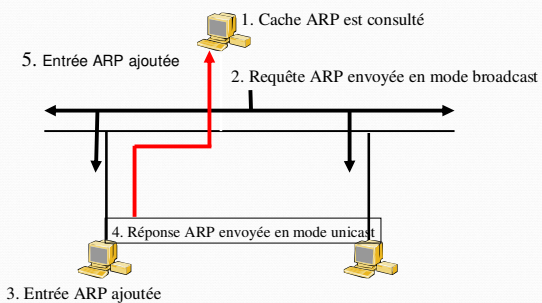 1. Cache ARP est consulté
5. Entrée ARP ajoutée
2. Requête ARP envoyée en mode broadcast
4. Réponse ARP envoyée en mode unicast
3. Entrée ARP ajoutée